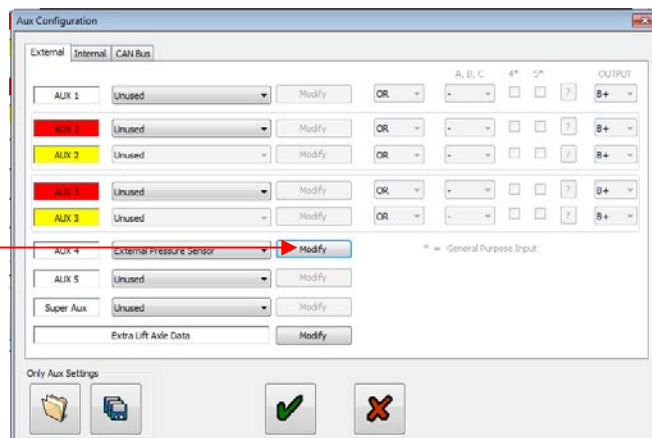 Aux Configuration
External Internal CAN Bus
A, B, C 4* 5* OUTPUT
AUX 1 Unused Modify OR - ? B+
AUX 2 Unused Modify OR - ? B+
AUX 2 Unused Modify OR - ? B+
AUX 3 Unused Modify OR - ? B+
AUX 3 Unused Modify OR - ? B+
AUX 4 External Pressure Sensor Modify * = General Purpose Input
AUX 5 Unused Modify
Super Aux Unused Modify
Extra Lift Axle Data Modify
Only Aux Settings